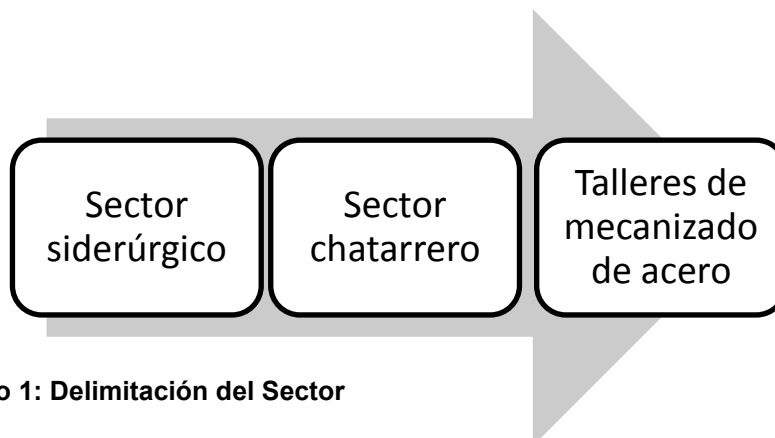 Sector
siderúrgico
Sector
chatarrero
Talleres de
mecanizado
de acero
o 1: Delimitación del Sector